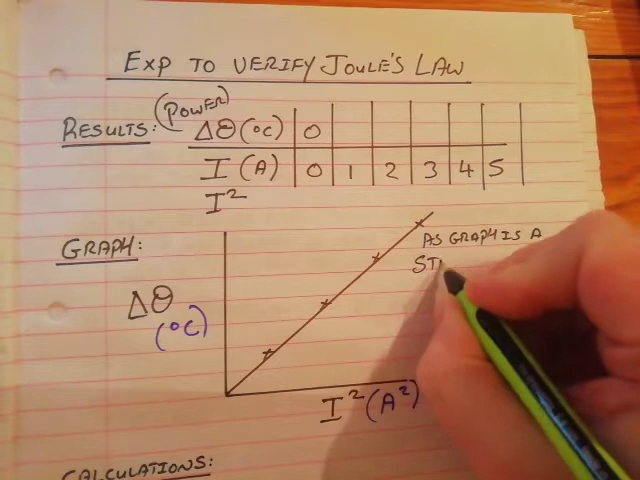 EXP TO VERIFY JOULE'S LAW
(POWER)
RESULTS: Δθ (°C) 0
I (A) 0 1 2 3 4 5
I²
GRAPH:
AS GRAPH IS A
ST
Δθ
(°C)
I² (A²)
CALCULATIONS: